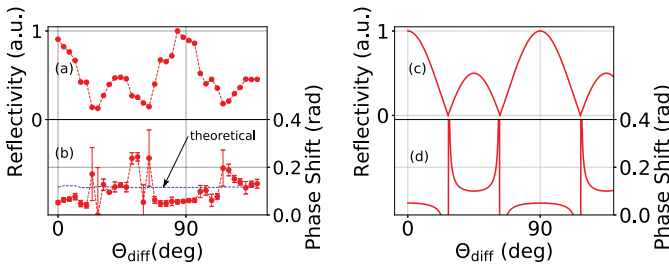 Reflectivity (a.u.)
1
0
(a)
(b)
theoretical
0.4
0.2
0.0
Phase Shift (rad)
0
90
Θdiff(deg)
Reflectivity (a.u.)
1
0
(c)
(d)
0.4
0.2
0.0
Phase Shift (rad)
0
90
Θdiff (deg)